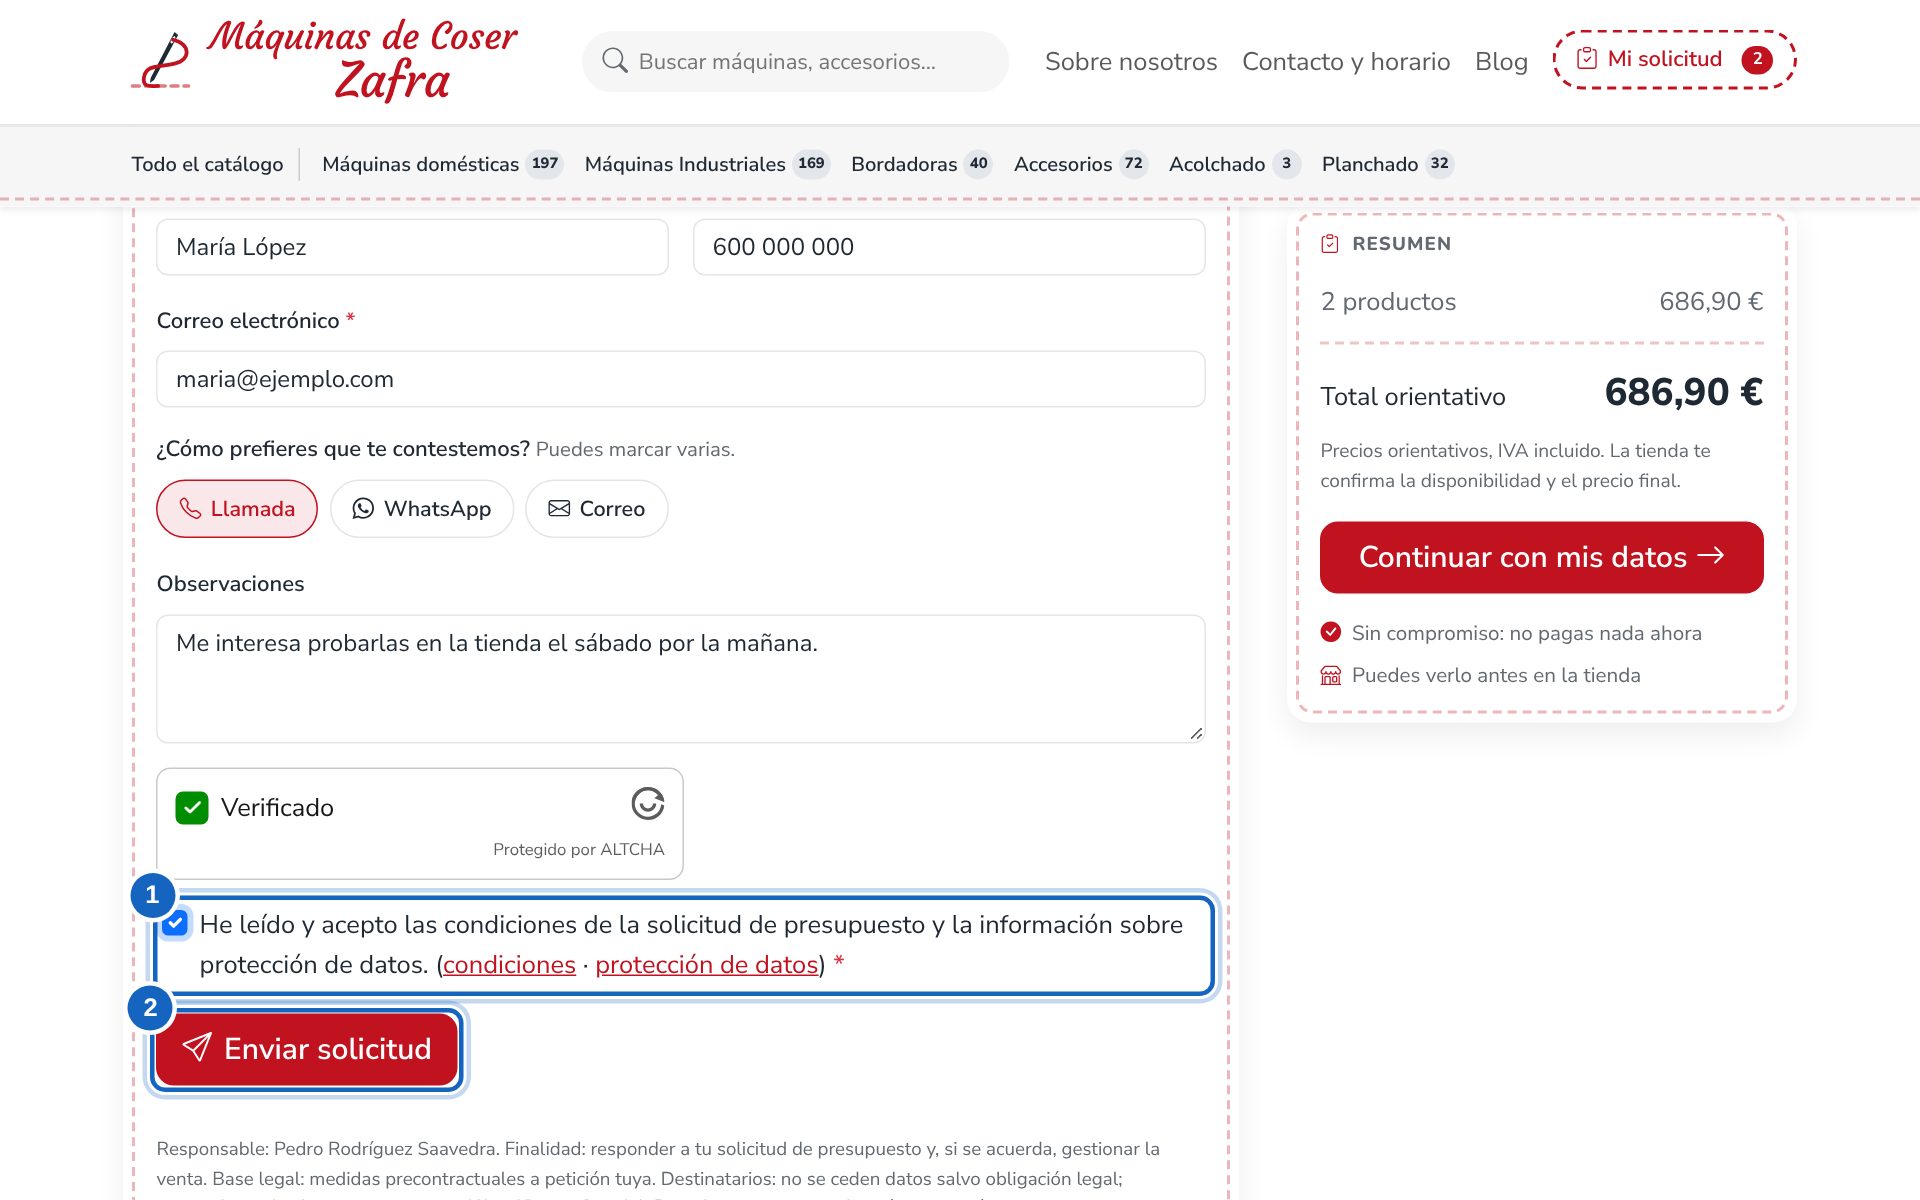 Máquinas de Coser
Zafra
Buscar máquinas, accesorios...
Sobre nosotros
Contacto y horario
Blog
Mi solicitud 2
Todo el catálogo
Máquinas domésticas 197
Máquinas Industriales 169
Bordadoras 40
Accesorios 72
Acolchado 3
Planchado 32
María López
600 000 000
Correo electrónico *
maria@ejemplo.com
¿Cómo prefieres que te contestemos? Puedes marcar varias.
Llamada
WhatsApp
Correo
Observaciones
Me interesa probarlas en la tienda el sábado por la mañana.
Verificado
Protegido por ALTCHA
1
He leído y acepto las condiciones de la solicitud de presupuesto y la información sobre
protección de datos. (condiciones · protección de datos) *
2
Enviar solicitud
Responsable: Pedro Rodríguez Saavedra. Finalidad: responder a tu solicitud de presupuesto y, si se acuerda, gestionar la
venta. Base legal: medidas precontractuales a petición tuya. Destinatarios: no se ceden datos salvo obligación legal;
RESUMEN
2 productos 686,90 €
Total orientativo 686,90 €
Precios orientativos, IVA incluido. La tienda te
confirma la disponibilidad y el precio final.
Continuar con mis datos →
Sin compromiso: no pagas nada ahora
Puedes verlo antes en la tienda